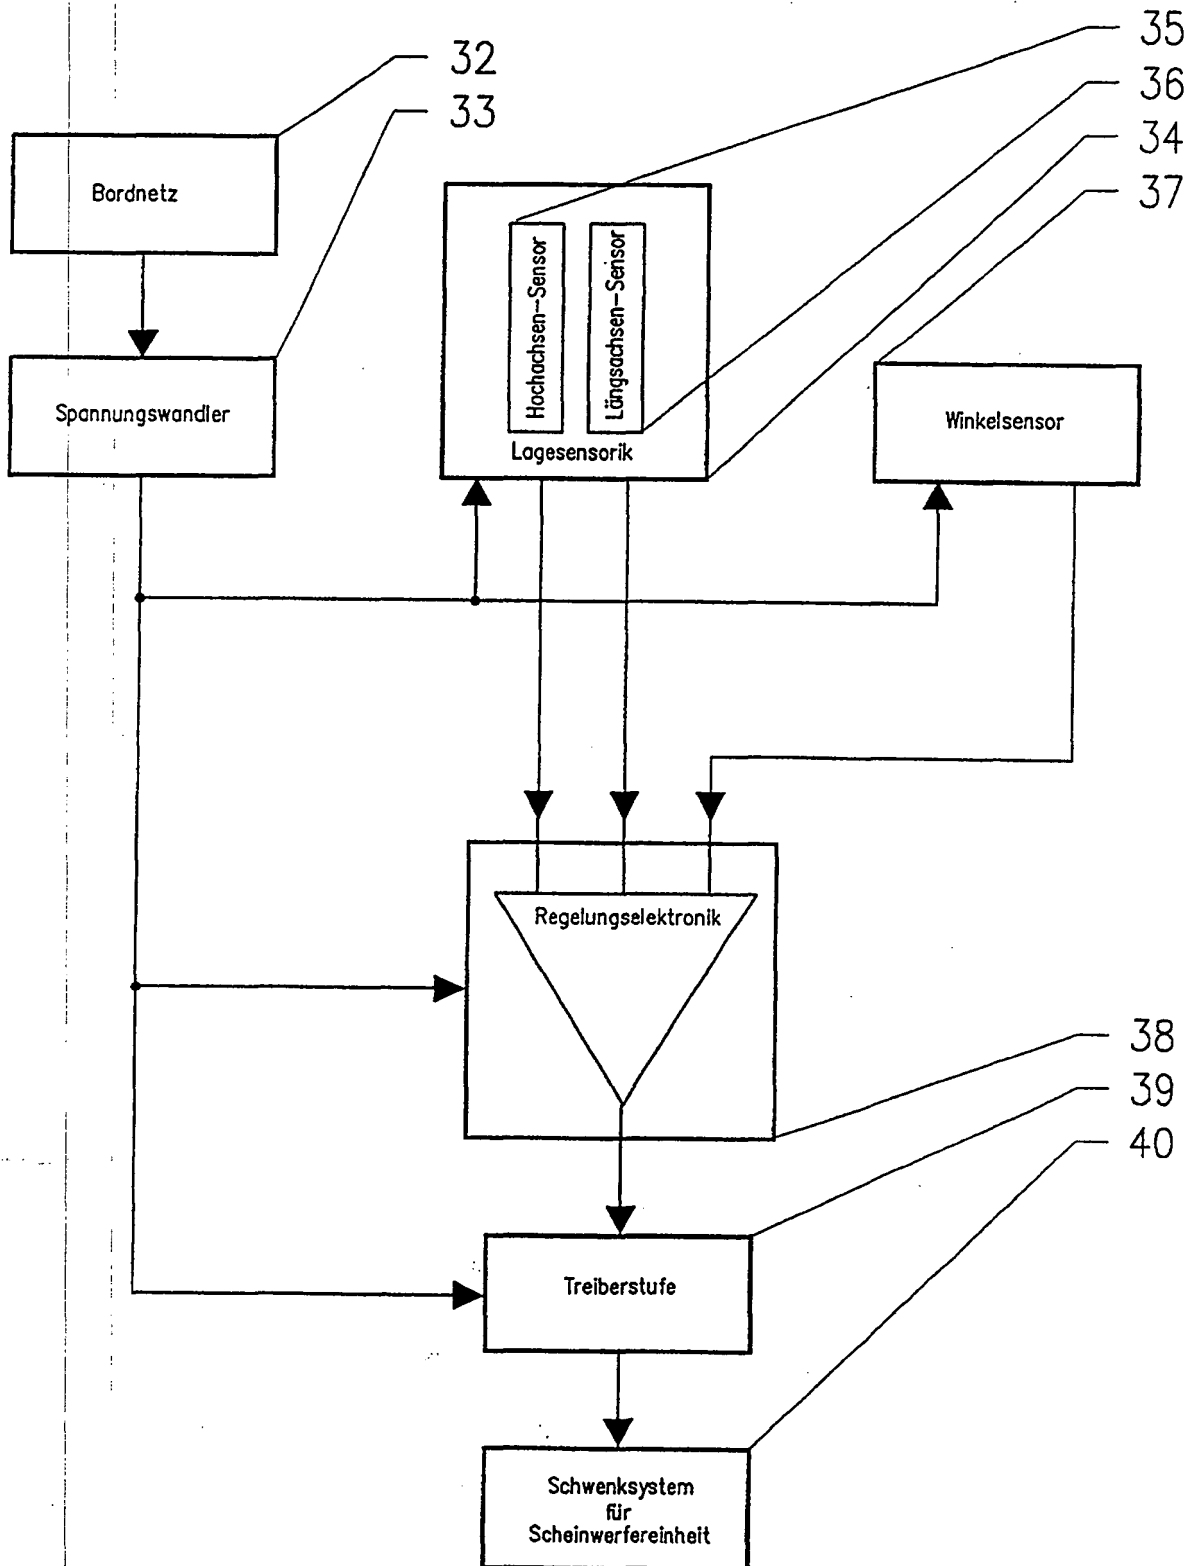 32
33
35
36
34
37
Bordnetz
Spannungswandler
Hochachsen-Sensor
Längsachsen-Sensor
Lagesensorik
Winkelsensor
Regelungselektronik
38
39
40
Treiberstufe
Schwenksystem
für
Scheinwerfereinheit